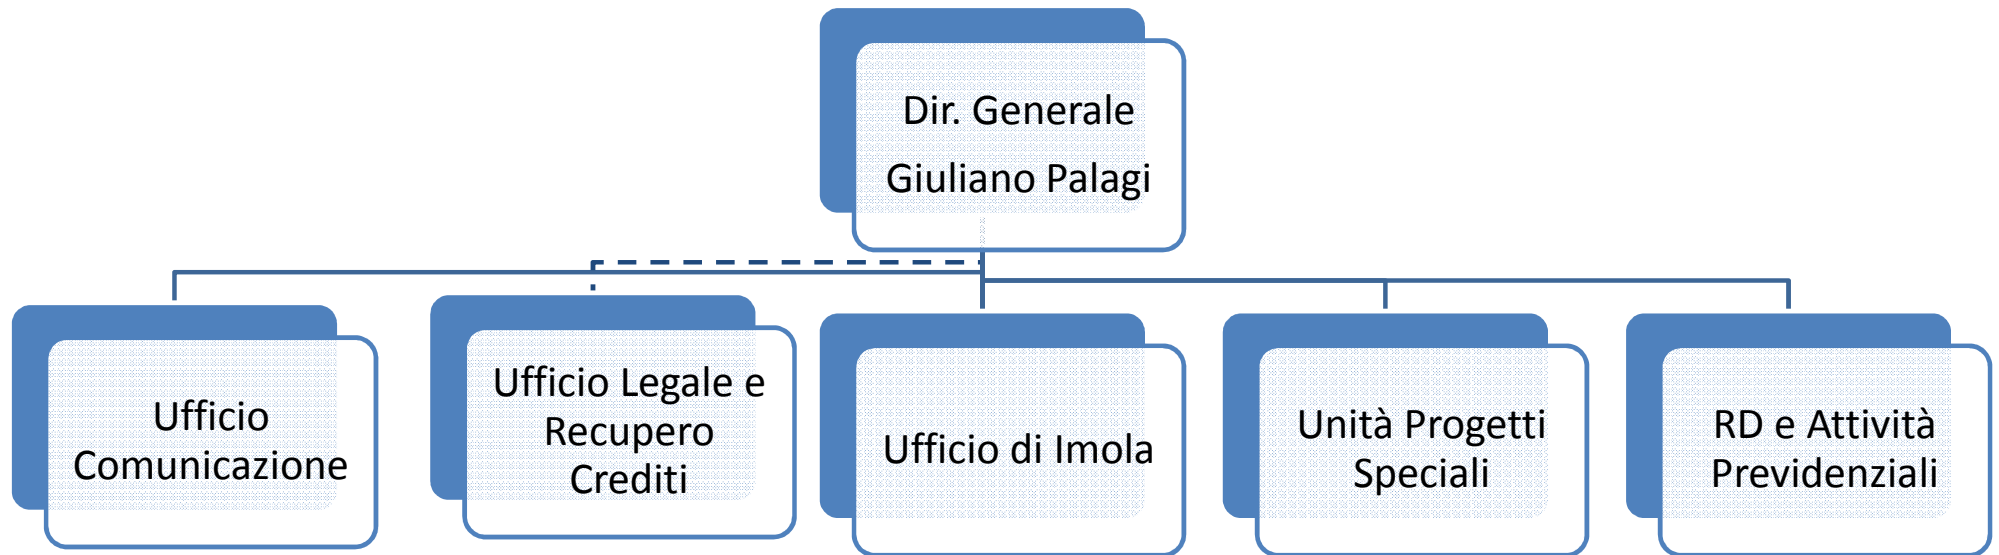 Dir. Generale
Giuliano Palagi
Ufficio
Comunicazione
Ufficio Legale e
Recupero
Crediti
Ufficio di Imola
Unità Progetti
Speciali
RD e Attività
Previdenziali